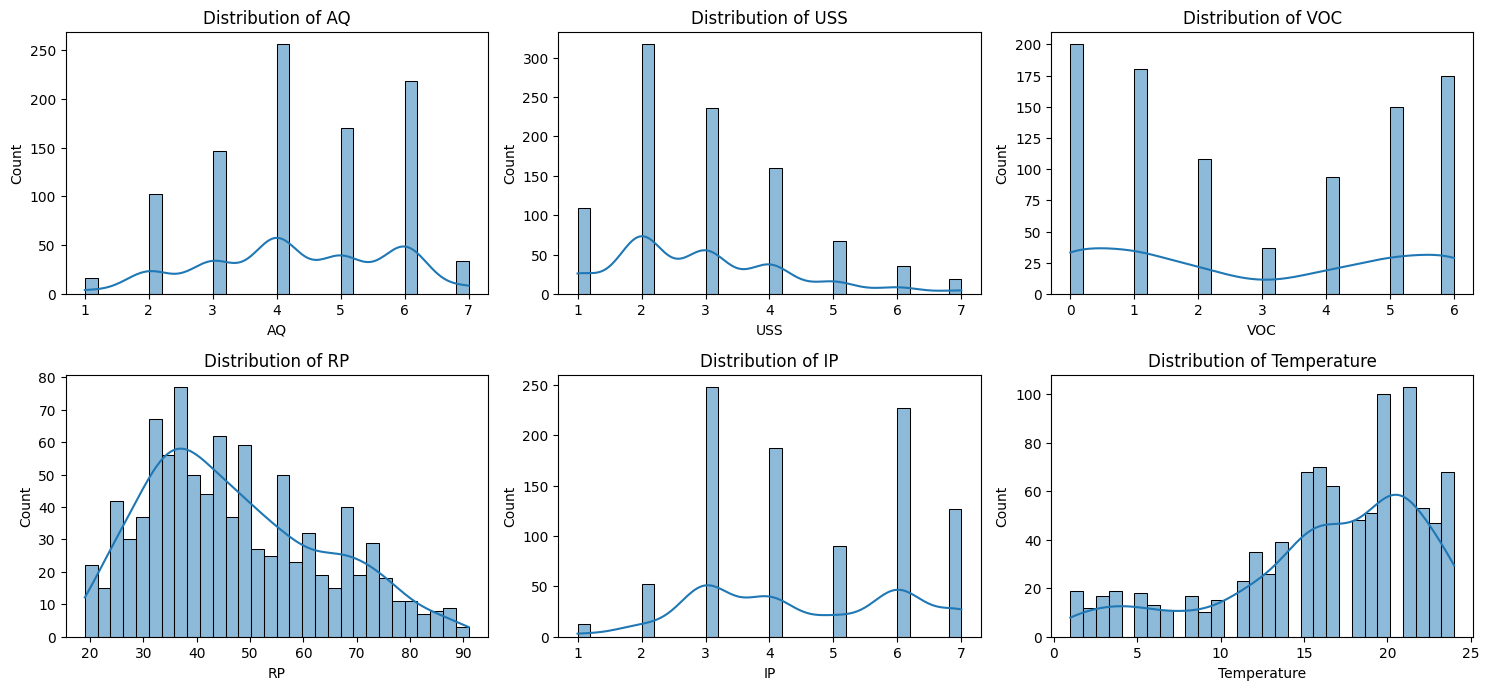 Distribution of AQ
Count
250
200
150
100
50
0
1 2 3 4 5 6 7
AQ
Distribution of USS
Count
300
250
200
150
100
50
0
1 2 3 4 5 6 7
USS
Distribution of VOC
Count
200
175
150
125
100
75
50
25
0
0 1 2 3 4 5 6
VOC
Distribution of RP
Count
80
70
60
50
40
30
20
10
0
20 30 40 50 60 70 80 90
RP
Distribution of IP
Count
250
200
150
100
50
0
1 2 3 4 5 6 7
IP
Distribution of Temperature
Count
100
80
60
40
20
0
0 5 10 15 20 25
Temperature